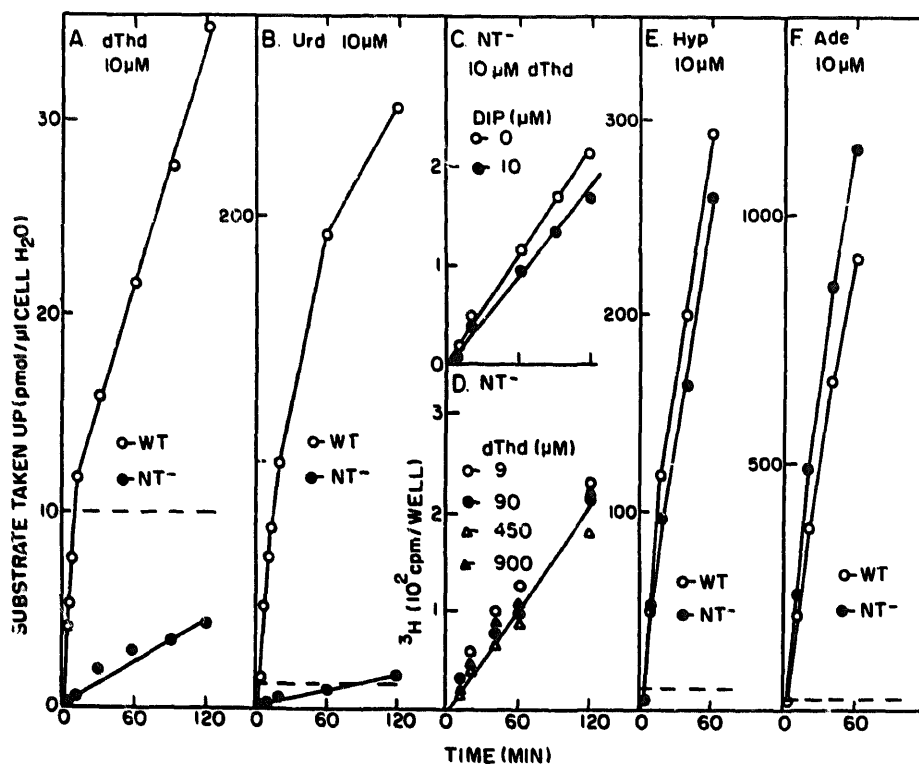 A. dThd
10µM
B. Urd 10µM
C. NT⁻
10 µM dThd
DIP (µM)
0
10
E. Hyp
10µM
F. Ade
10µM
SUBSTRATE TAKEN UP (pmol/µl CELL H₂O)
30
20
10
0
WT
NT⁻
0 60 120
200
0
WT
NT⁻
0 60 120
2
1
0
D. NT⁻
dThd (µM)
9
90
450
900
³H (10² cpm/WELL)
3
2
1
0 60 120
300
200
100
0
WT
NT⁻
0 60
1000
500
0
WT
NT⁻
0 60
TIME (MIN)